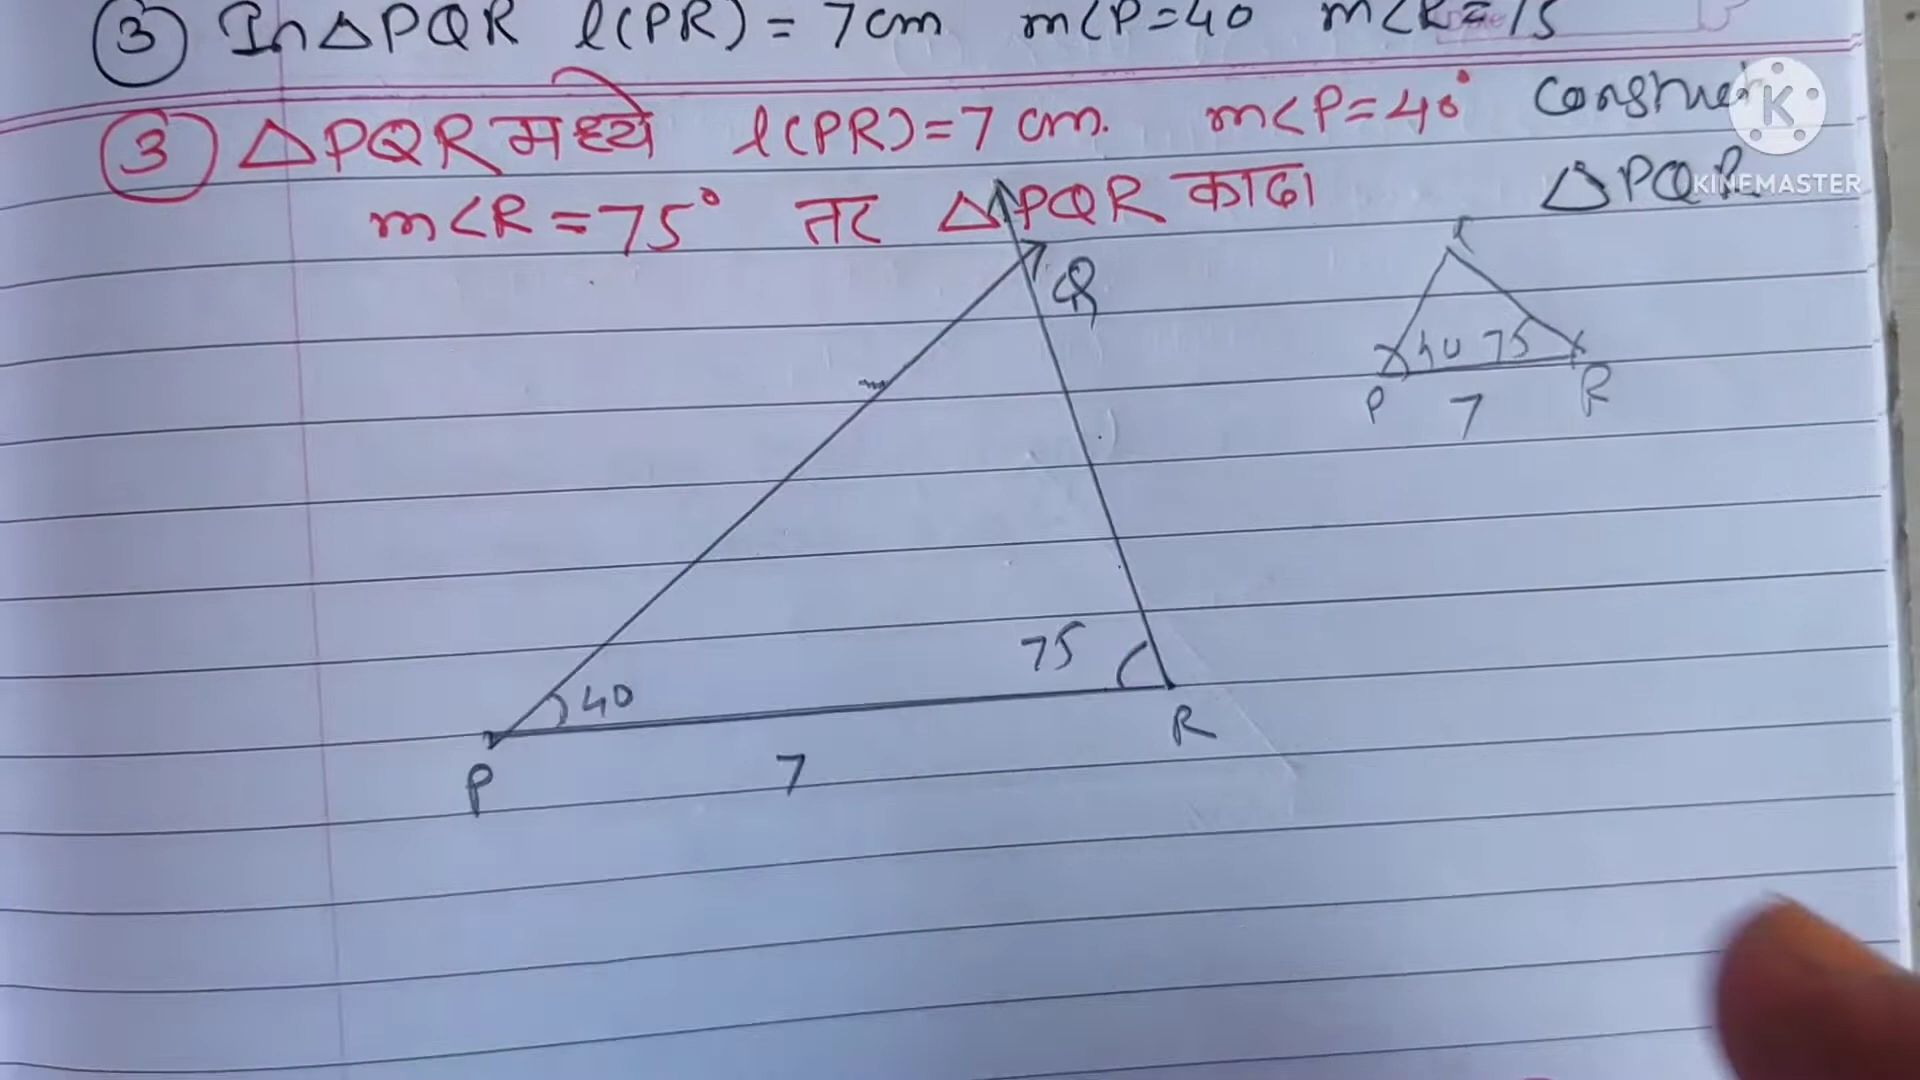 ③ In △PQR l(PR) = 7cm m∠P=40 m∠R=75
③ △PQR मध्ये l(PR)=7 cm. m∠P=40° Construct
m∠R=75° तर △PQR काढा △PQR
KINEMASTER
Q
40 75
P 7 R
75
40
R
P 7